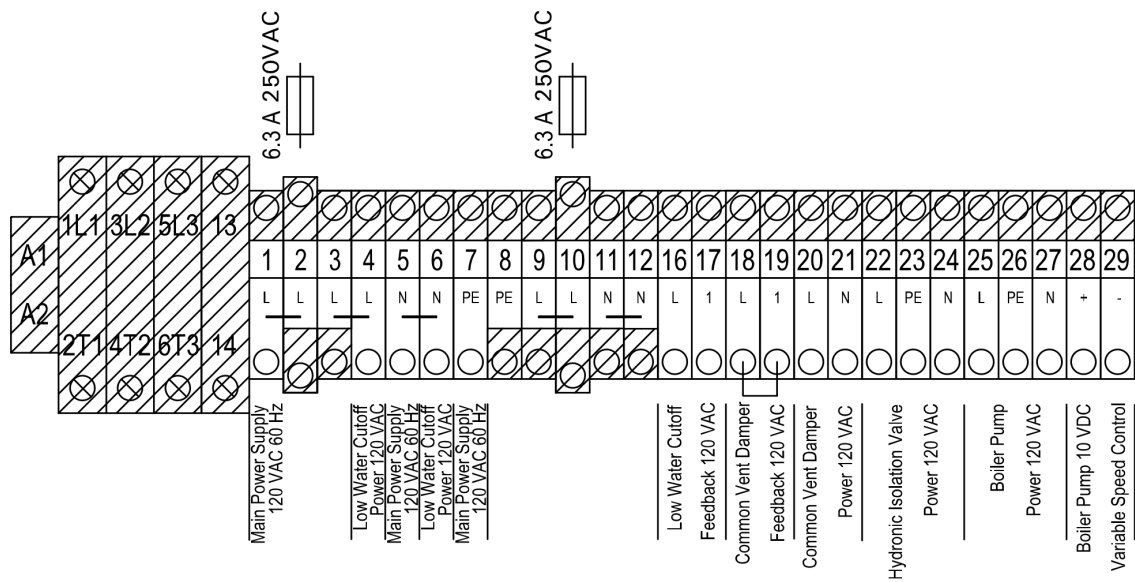 6.3 A 250VAC
6.3 A 250VAC
1L1 3L2 5L3 13
A1
A2
2T1 4T2 6T3 14
1 2 3 4 5 6 7 8 9 10 11 12 16 17 18 19 20 21 22 23 24 25 26 27 28 29
L L L L N N PE PE L L N N L 1 L 1 L N L PE N L PE N + -
Main Power Supply
120 VAC 60 Hz
Low Water Cutoff
Power 120 VAC
Main Power Supply
120 VAC 60 Hz
Low Water Cutoff
Power 120 VAC
Main Power Supply
120 VAC 60 Hz
Low Water Cutoff
Feedback 120 VAC
Common Vent Damper
Feedback 120 VAC
Common Vent Damper
Power 120 VAC
Hydronic Isolation Valve
Power 120 VAC
Boiler Pump
Power 120 VAC
Boiler Pump 10 VDC
Variable Speed Control